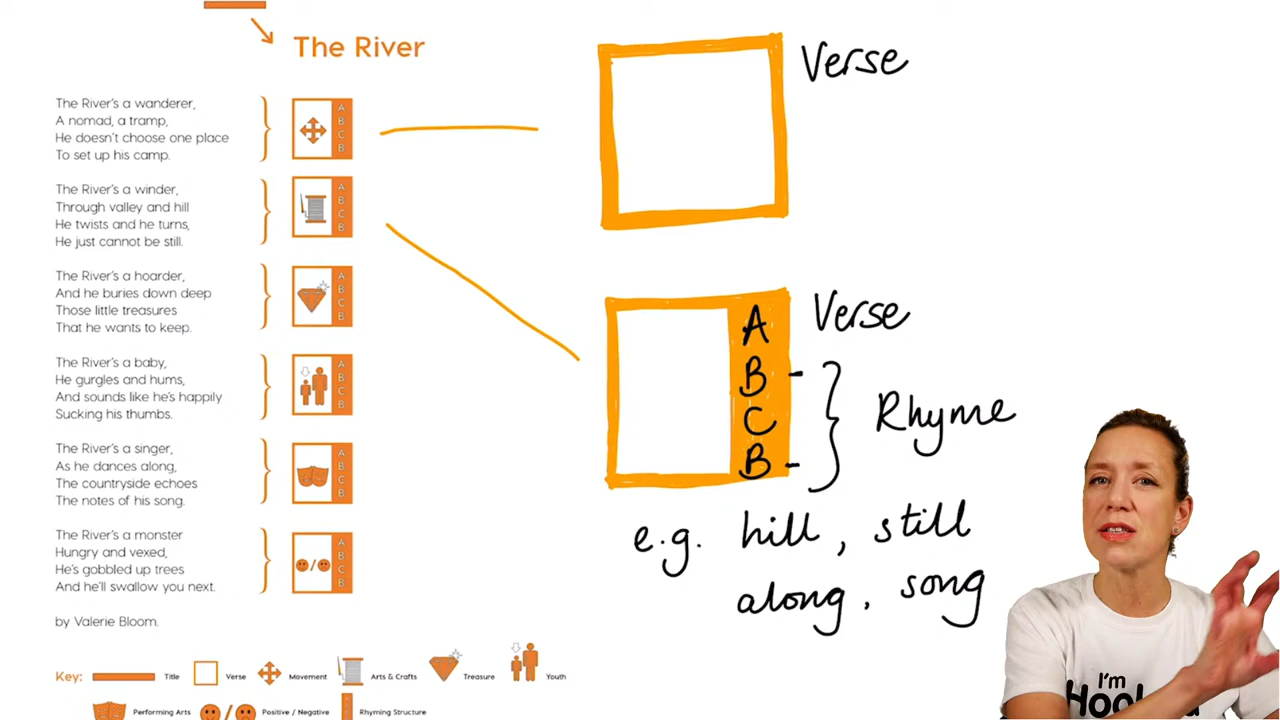 The River
The River's a wanderer,
A nomad, a tramp,
He doesn't choose one place
To set up his camp.
A
B
C
B
The River's a winder,
Through valley and hill
He twists and he turns,
He just cannot be still.
A
B
C
B
The River's a hoarder,
And he buries down deep
Those little treasures
That he wants to keep.
A
B
C
B
The River's a baby,
He gurgles and hums,
And sounds like he's happily
Sucking his thumbs.
A
B
C
B
The River's a singer,
As he dances along,
The countryside echoes
The notes of his song.
A
B
C
B
The River's a monster
Hungry and vexed,
He's gobbled up trees
And he'll swallow you next.
A
B
C
B
by Valerie Bloom.
Key: Title Verse Movement Arts & Crafts Treasure Youth
Performing Arts Positive / Negative Rhyming Structure
Verse
Verse
A
B -
C
B -
Rhyme
e.g. hill, still
along, song
I'm
Hooked